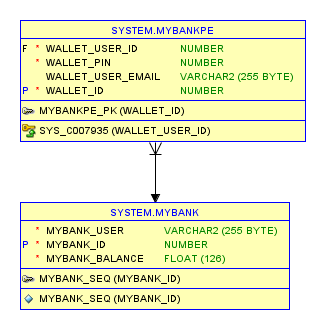 SYSTEM.MYBANKPE
F * WALLET_USER_ID NUMBER
* WALLET_PIN NUMBER
WALLET_USER_EMAIL VARCHAR2 (255 BYTE)
P * WALLET_ID NUMBER
MYBANKPE_PK (WALLET_ID)
SYS_C007935 (WALLET_USER_ID)
SYSTEM.MYBANK
* MYBANK_USER VARCHAR2 (255 BYTE)
P * MYBANK_ID NUMBER
* MYBANK_BALANCE FLOAT (126)
MYBANK_SEQ (MYBANK_ID)
MYBANK_SEQ (MYBANK_ID)